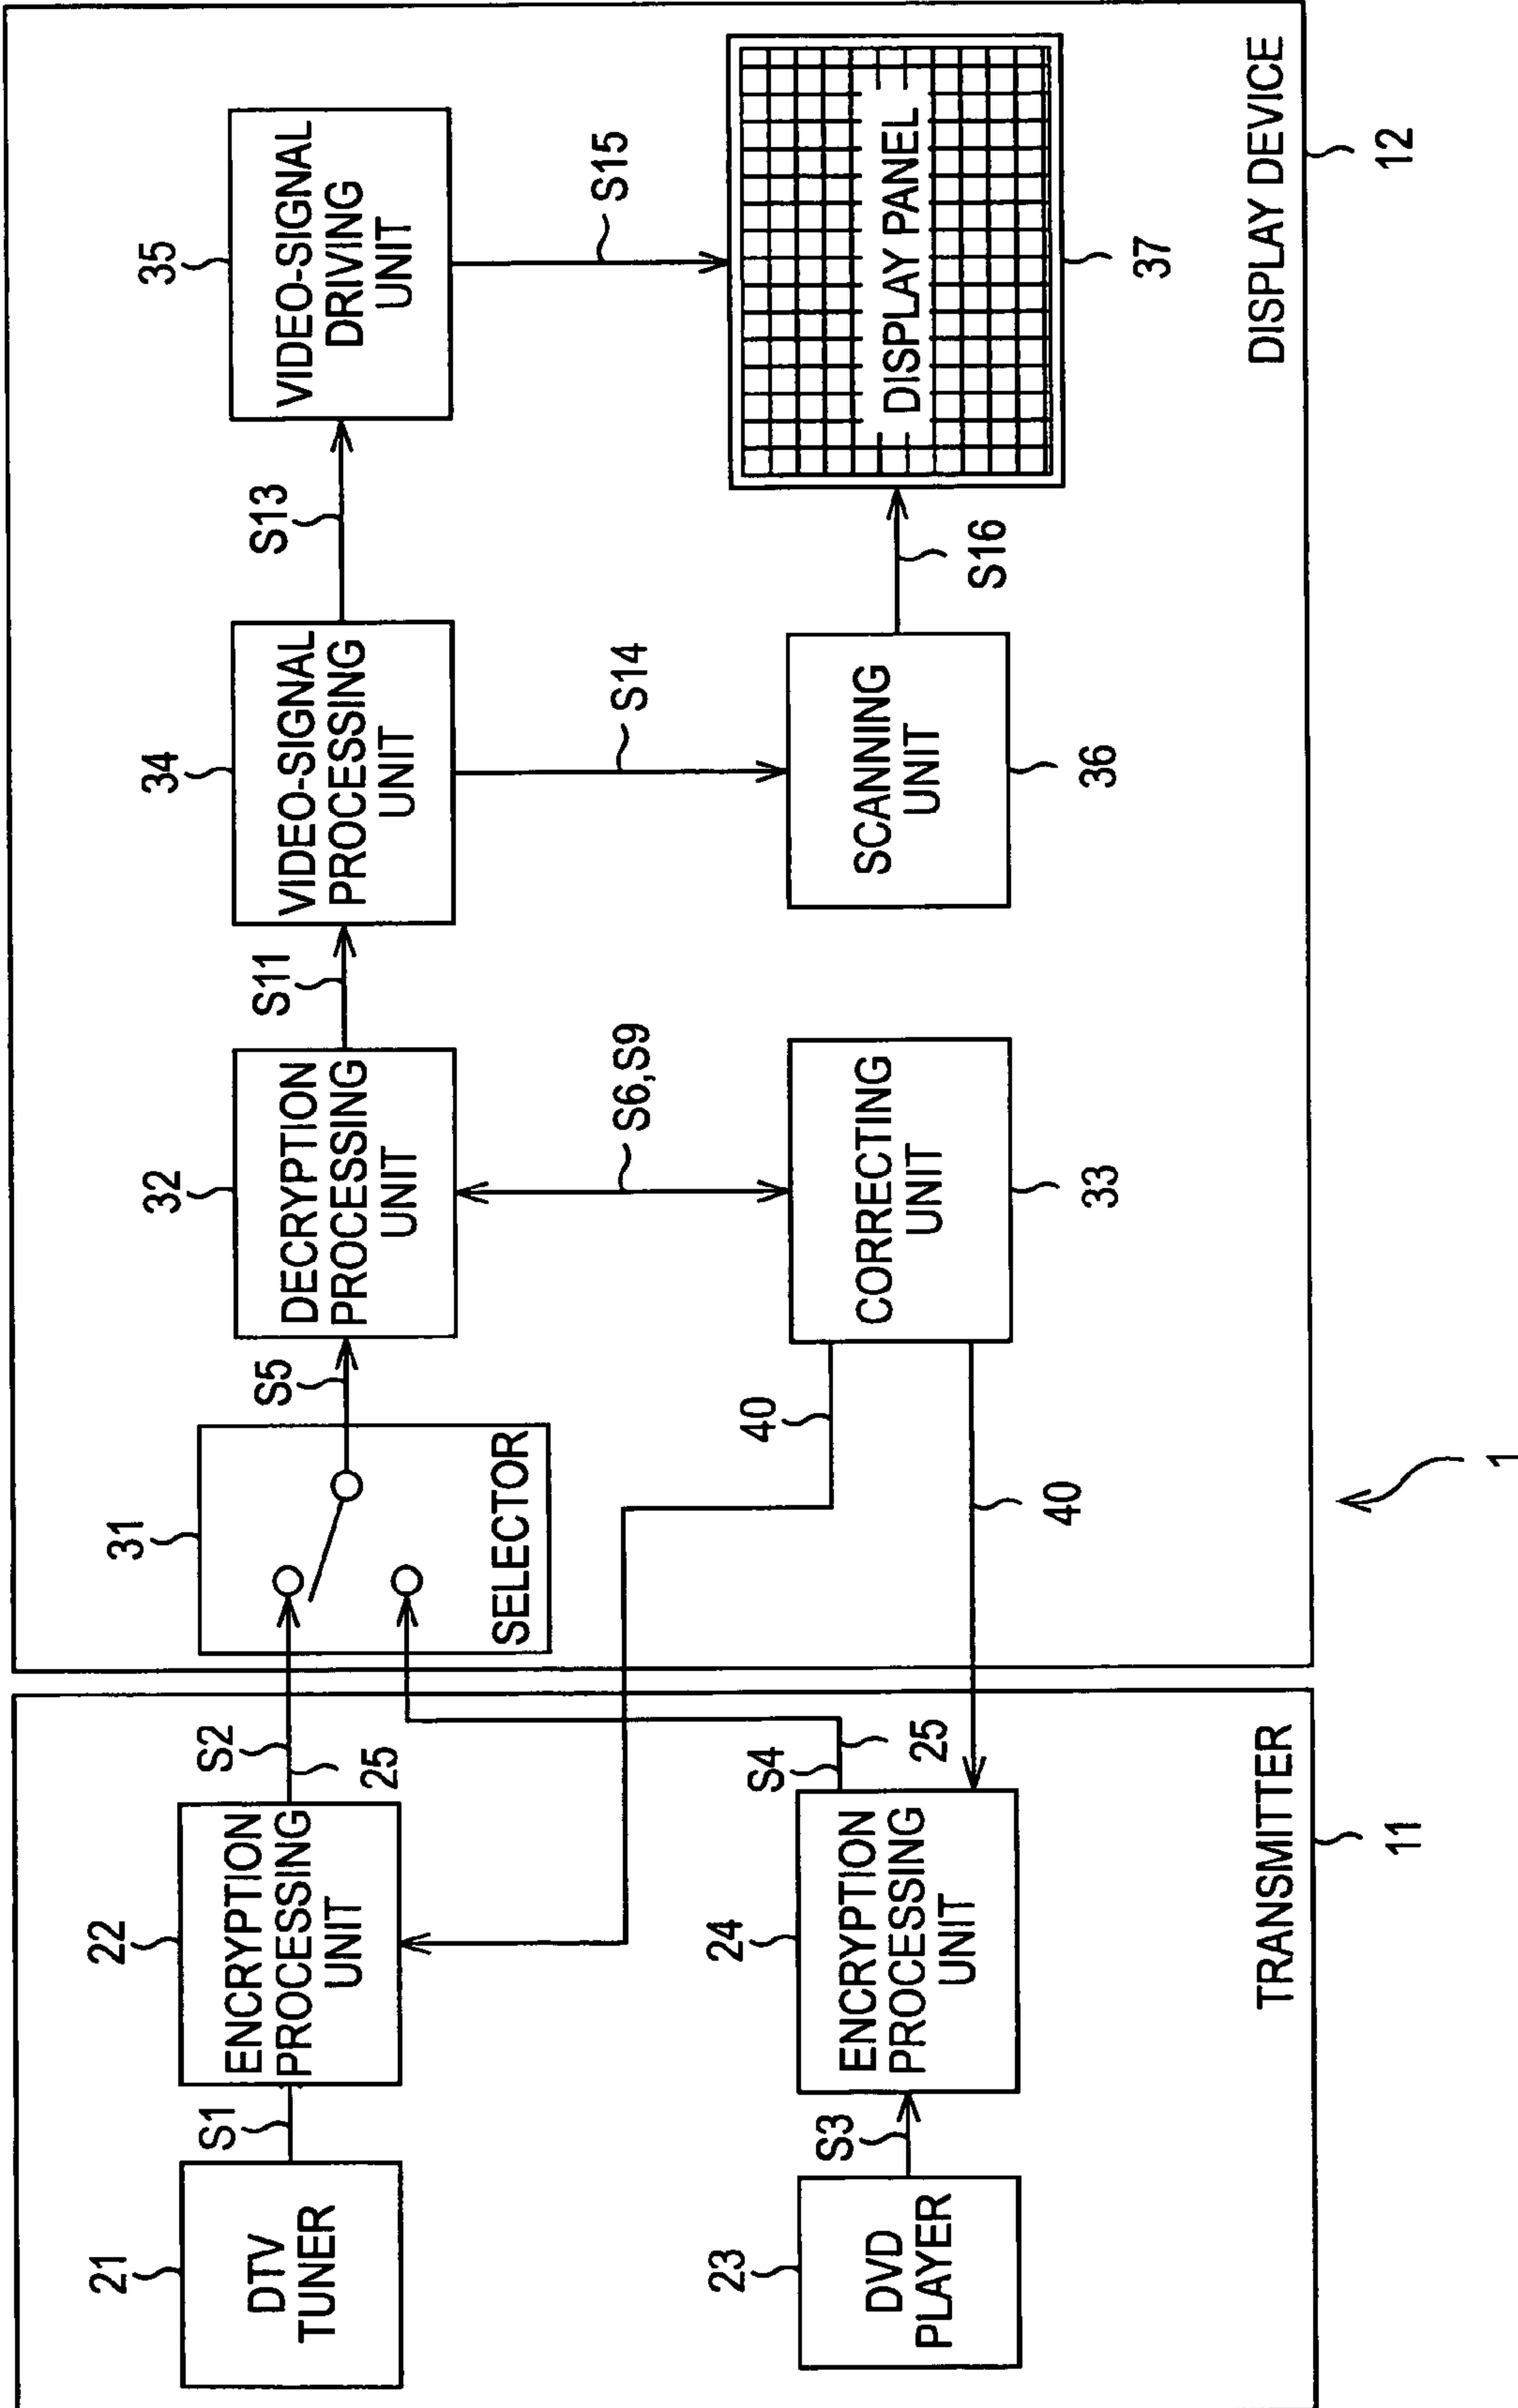 21
DTV
TUNER
S1
22
ENCRYPTION
PROCESSING
UNIT
S2
25
23
DVD
PLAYER
S3
24
ENCRYPTION
PROCESSING
UNIT
S4
25
TRANSMITTER
11
31
SELECTOR
S5
32
DECRYPTION
PROCESSING
UNIT
S11
34
VIDEO-SIGNAL
PROCESSING
UNIT
S13
35
VIDEO-SIGNAL
DRIVING
UNIT
S6,S9
S14
S15
40
40
CORRECTING
UNIT
33
SCANNING
UNIT
36
S16
DISPLAY PANEL
37
DISPLAY DEVICE
12
1